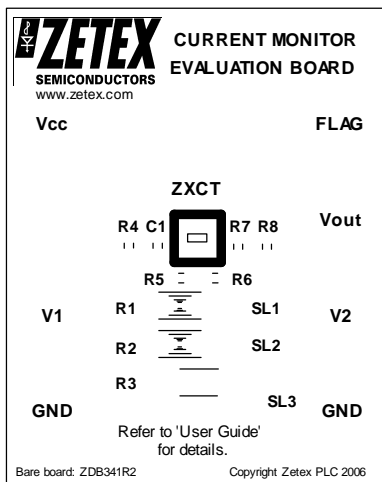 ZETEX
SEMICONDUCTORS
www.zetex.com
CURRENT MONITOR
EVALUATION BOARD
Vcc
FLAG
ZXCT
R4 C1
R7 R8
Vout
R5
R6
V1
R1
SL1
V2
R2
SL2
R3
SL3
GND
GND
Refer to 'User Guide'
for details.
Bare board: ZDB341R2
Copyright Zetex PLC 2006